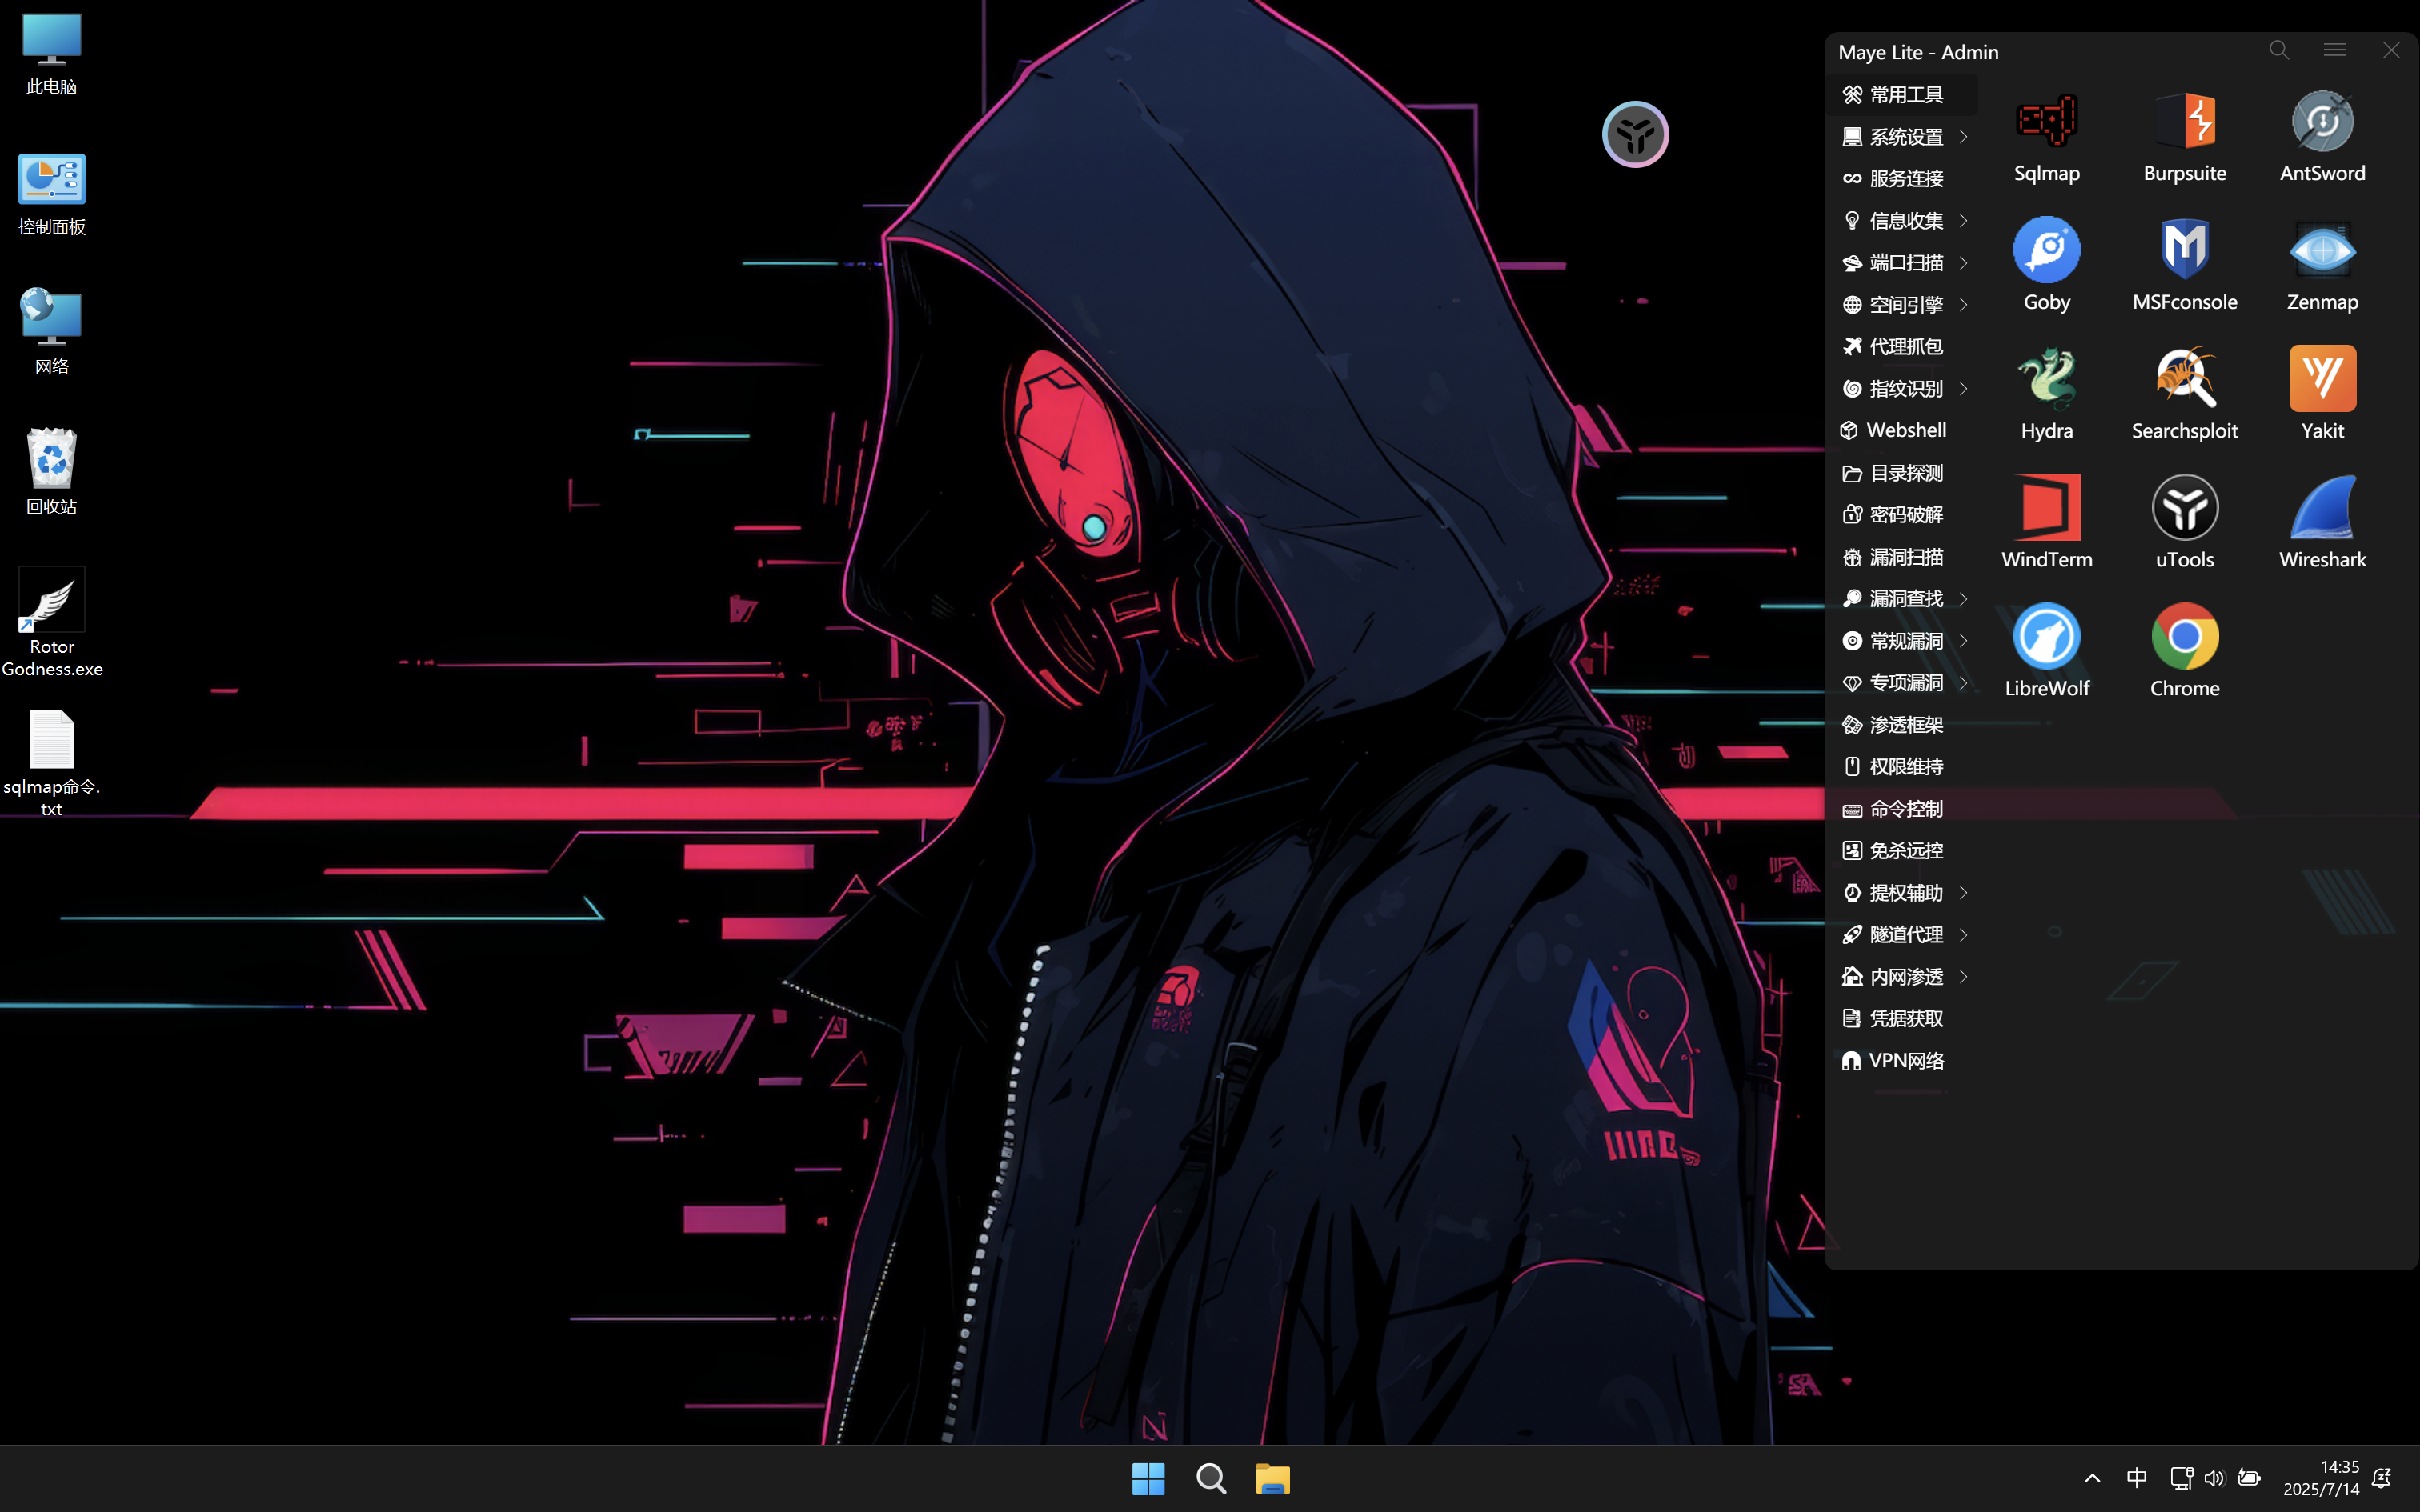 此电脑
控制面板
网络
回收站
Rotor
Godness.exe
sqlmap命令.
txt
Maye Lite - Admin
常用工具
系统设置
服务连接
信息收集
端口扫描
空间引擎
代理抓包
指纹识别
Webshell
目录探测
密码破解
漏洞扫描
漏洞查找
常规漏洞
专项漏洞
渗透框架
权限维持
命令控制
免杀远控
提权辅助
隧道代理
内网渗透
凭据获取
VPN网络
Sqlmap
Burpsuite
AntSword
Goby
MSFconsole
Zenmap
Hydra
Searchsploit
Yakit
WindTerm
uTools
Wireshark
LibreWolf
Chrome
中
14:35
2025/7/14